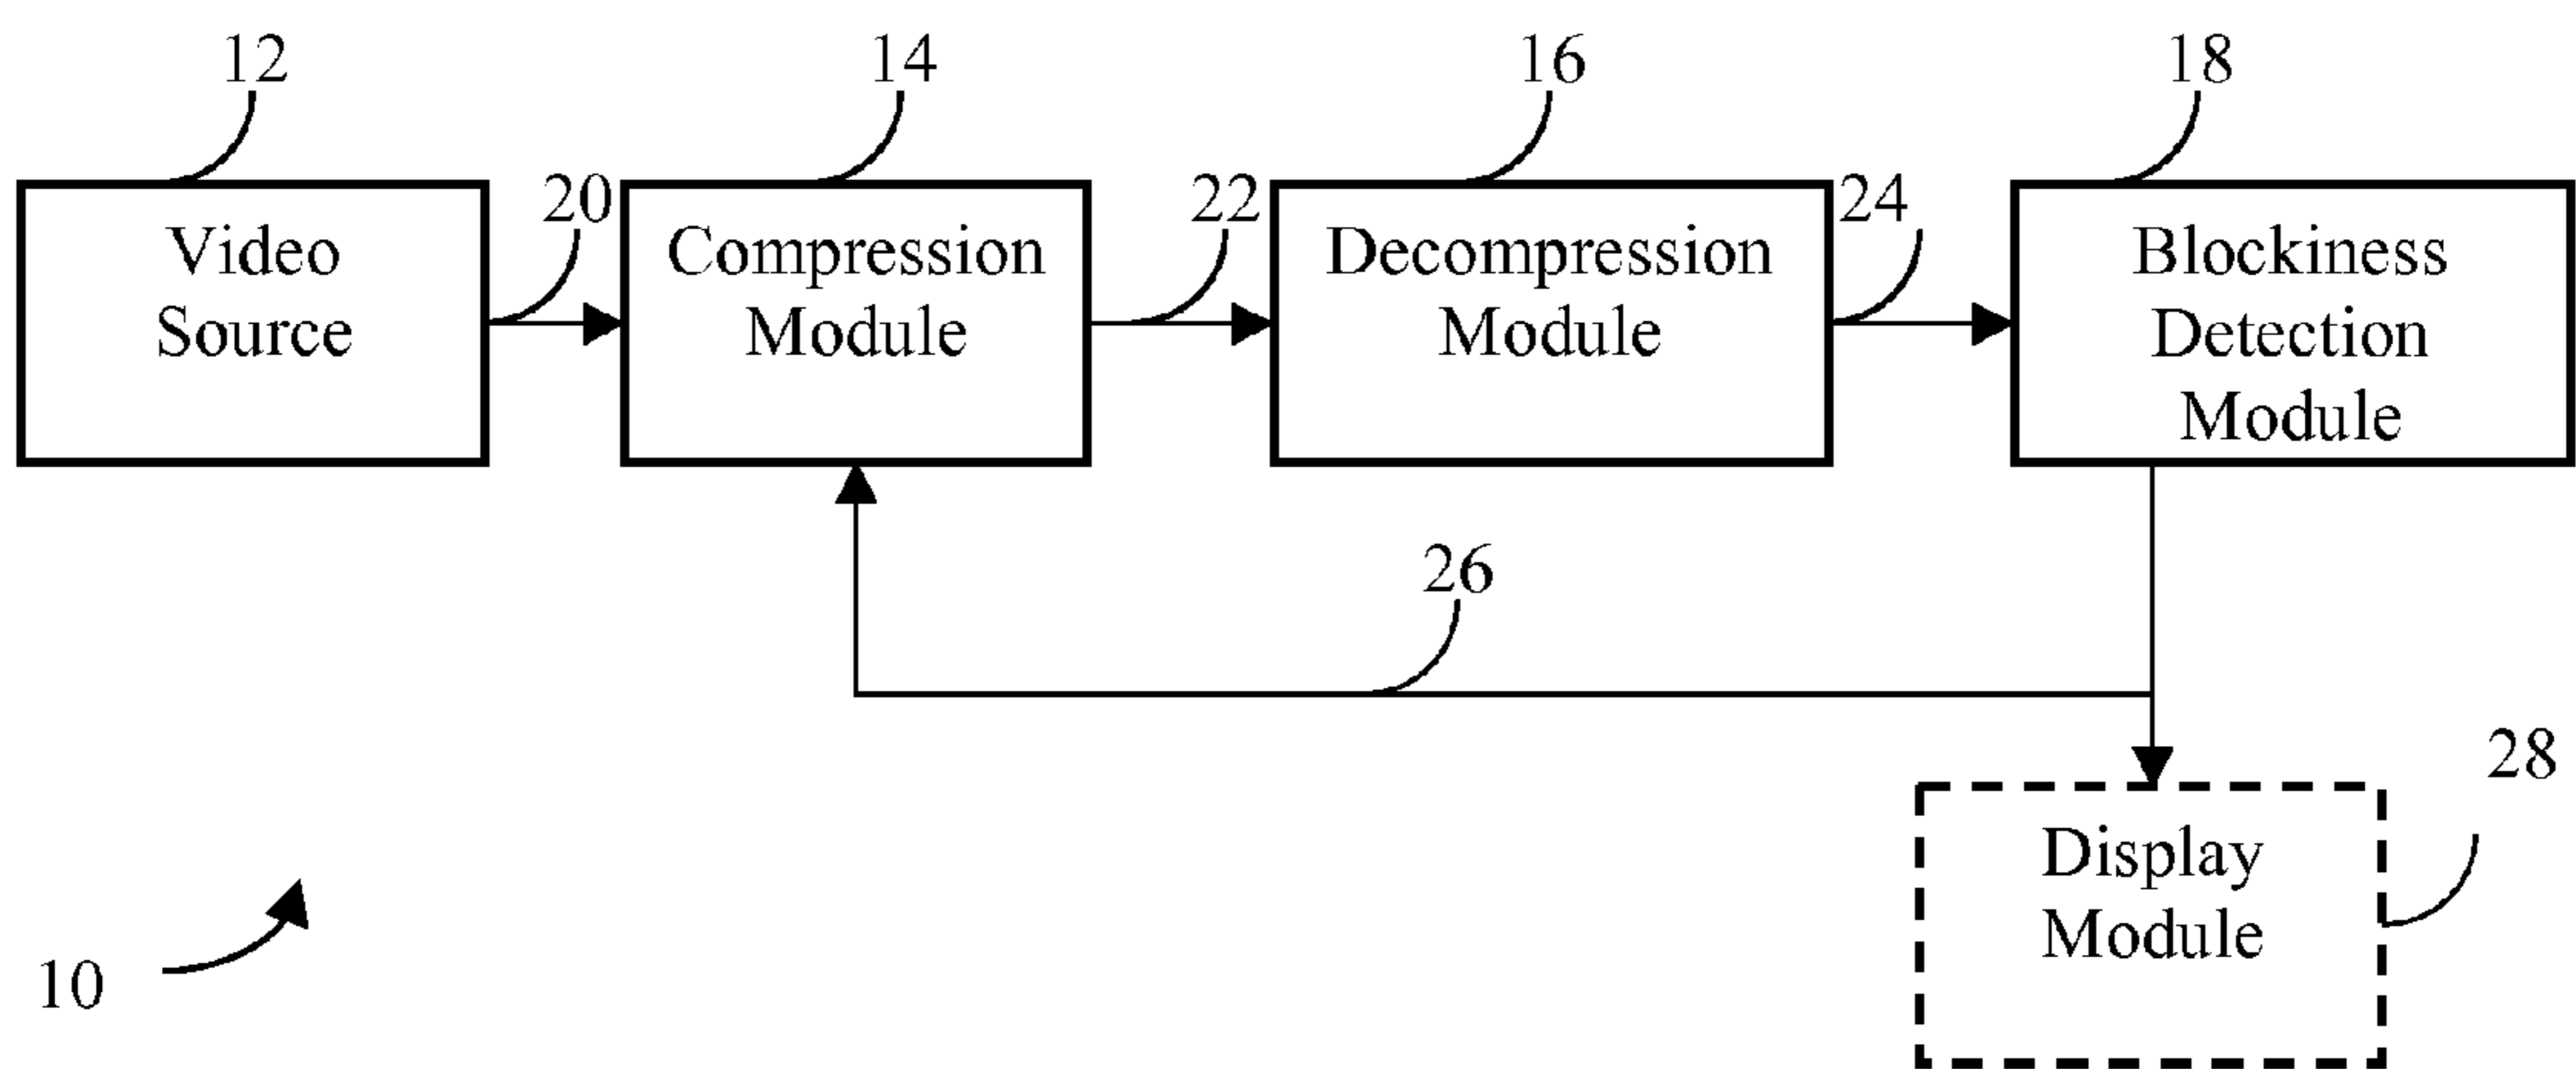 12
14
16
18
20
22
24
Video
Source
Compression
Module
Decompression
Module
Blockiness
Detection
Module
26
28
Display
Module
10